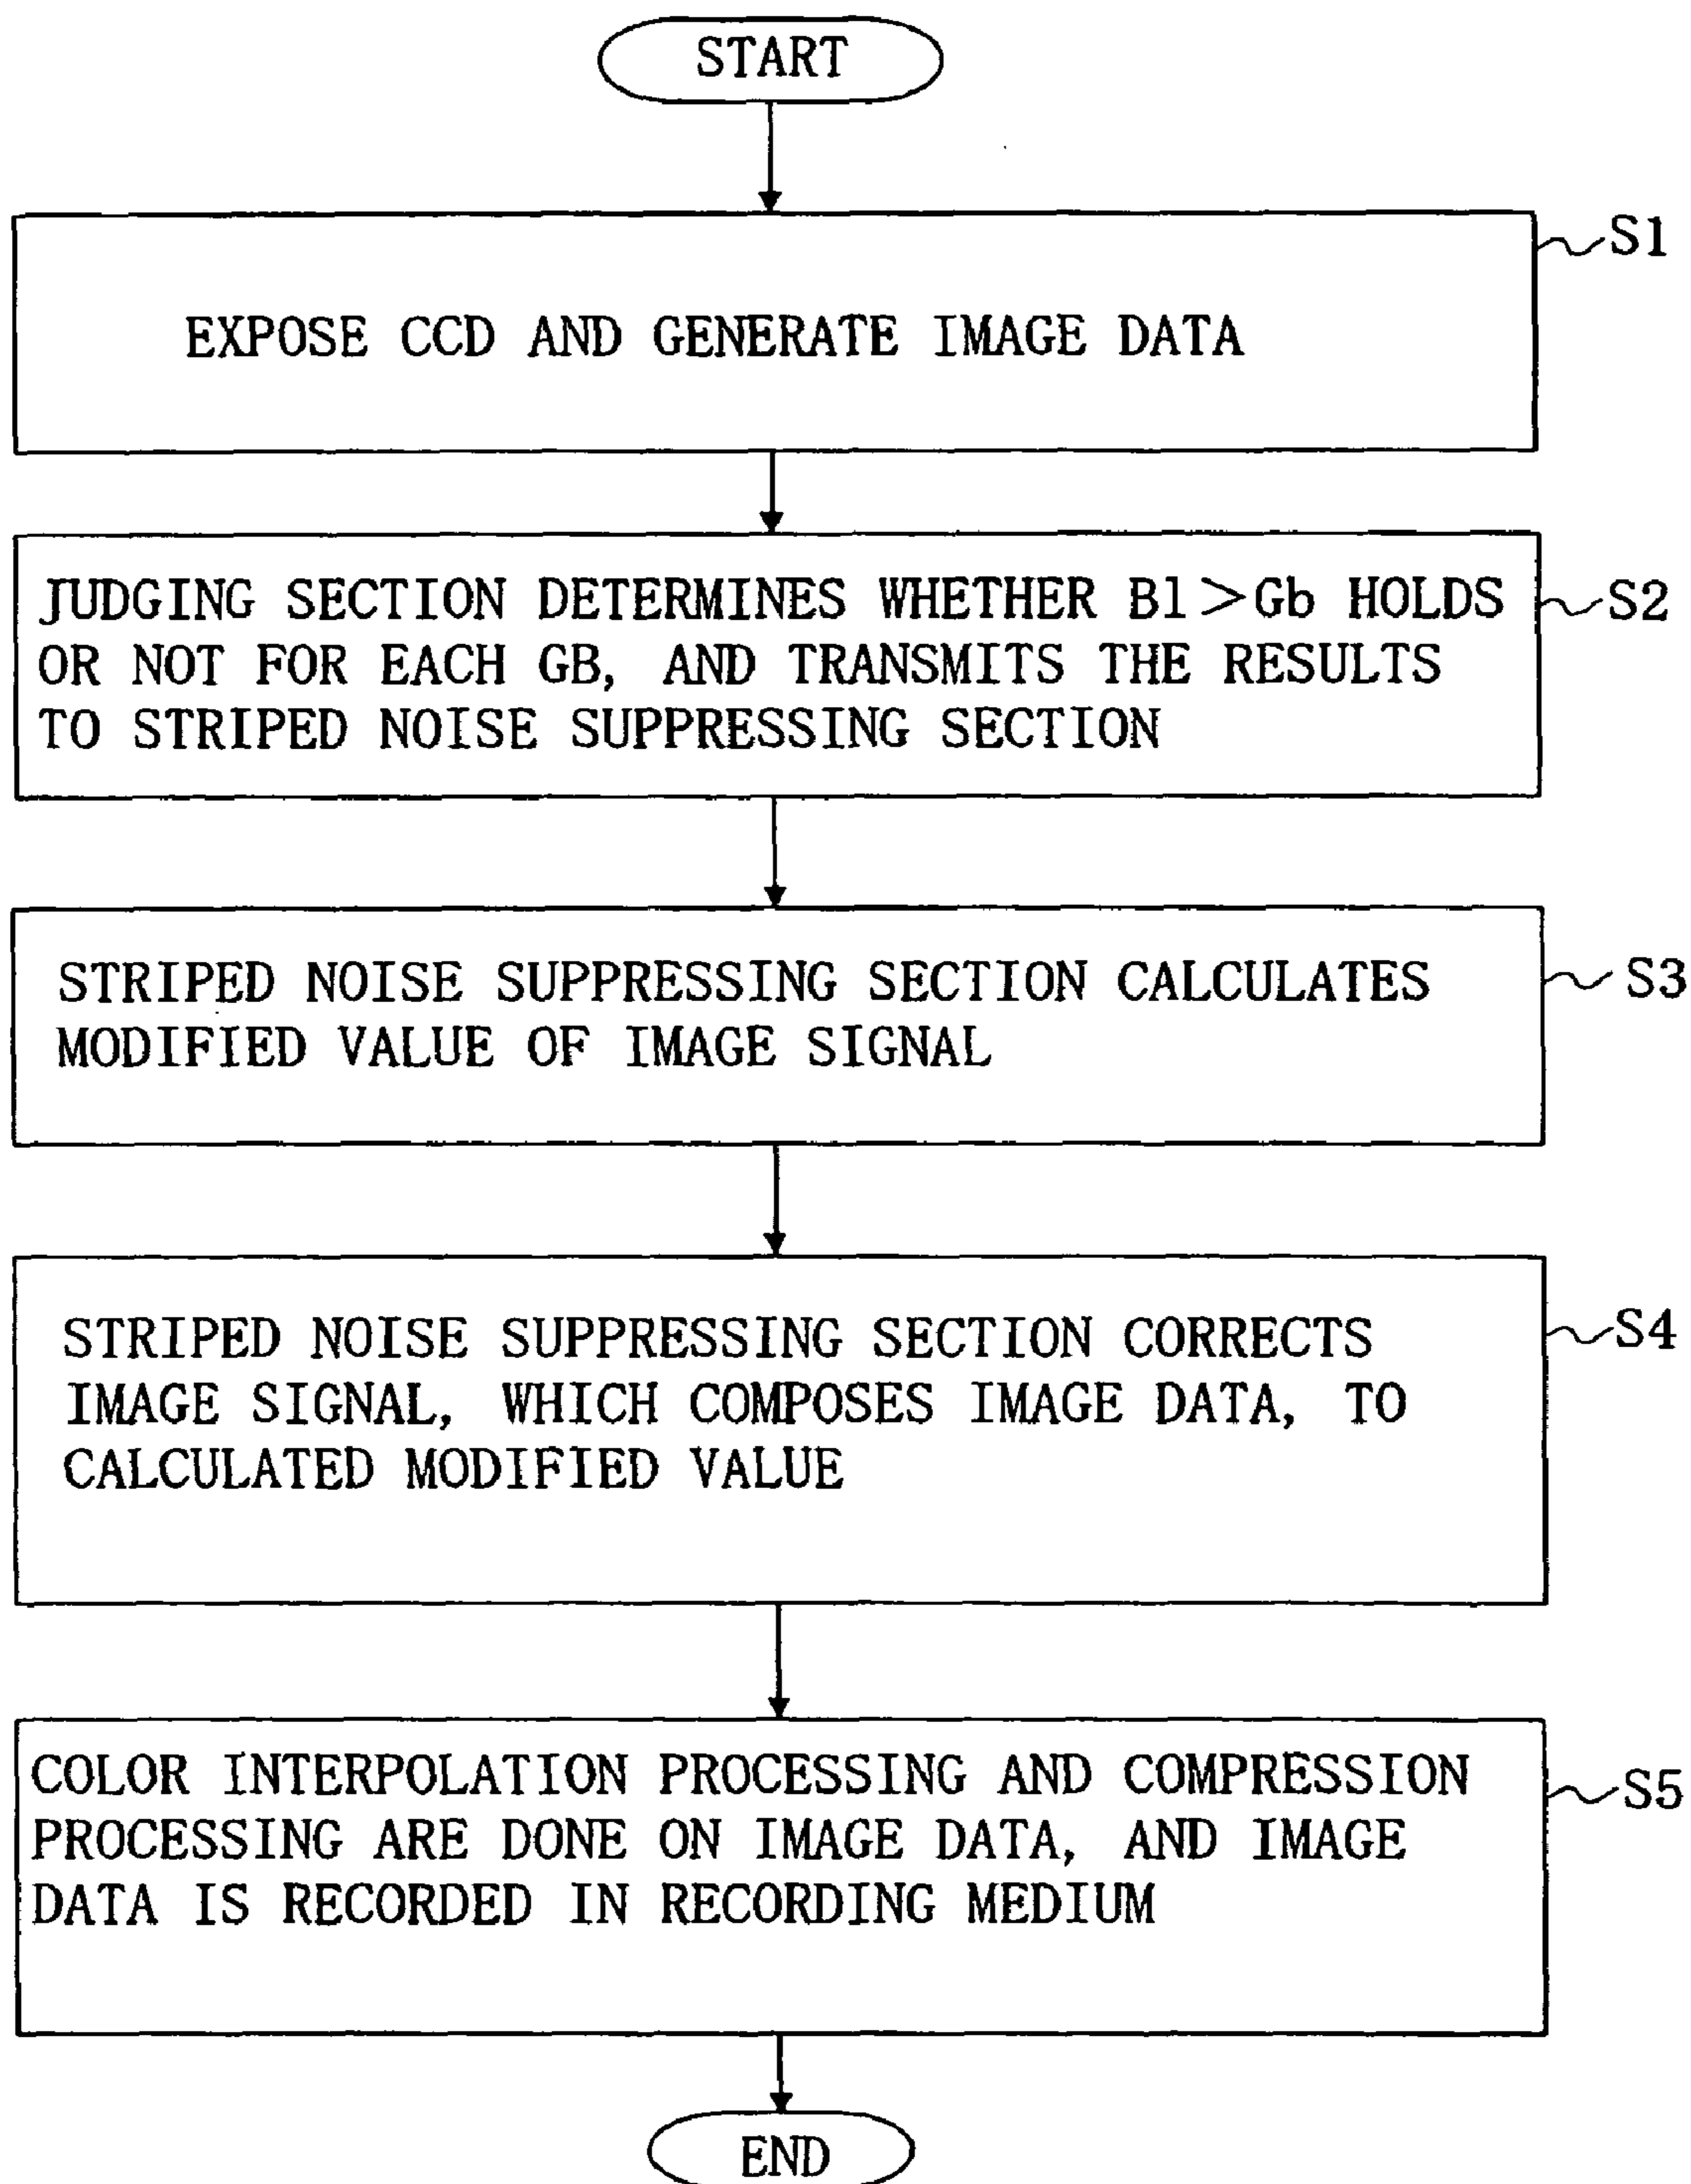 START
EXPOSE CCD AND GENERATE IMAGE DATA
S1
JUDGING SECTION DETERMINES WHETHER Bl>Gb HOLDS
OR NOT FOR EACH GB, AND TRANSMITS THE RESULTS
TO STRIPED NOISE SUPPRESSING SECTION
S2
STRIPED NOISE SUPPRESSING SECTION CALCULATES
MODIFIED VALUE OF IMAGE SIGNAL
S3
STRIPED NOISE SUPPRESSING SECTION CORRECTS
IMAGE SIGNAL, WHICH COMPOSES IMAGE DATA, TO
CALCULATED MODIFIED VALUE
S4
COLOR INTERPOLATION PROCESSING AND COMPRESSION
PROCESSING ARE DONE ON IMAGE DATA, AND IMAGE
DATA IS RECORDED IN RECORDING MEDIUM
S5
END